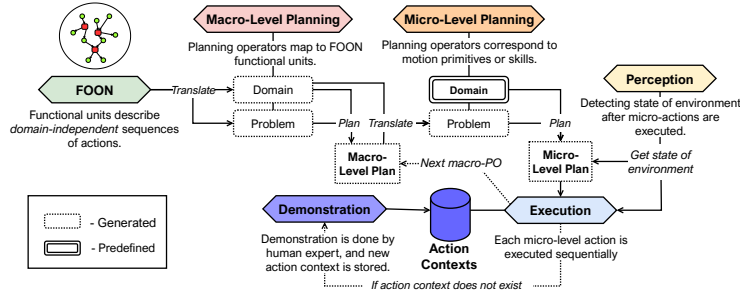 Macro-Level Planning
Planning operators map to FOON
functional units.
Micro-Level Planning
Planning operators correspond to
motion primitives or skills.
FOON
Functional units describe
domain-independent sequences
of actions.
Translate
Domain
Problem
Plan
Macro-
Level Plan
Translate
Domain
Problem
Plan
Micro-
Level Plan
Perception
Detecting state of environment
after micro-actions are
executed.
Get state of
environment
Next macro-PO
- Generated
- Predefined
Demonstration
Demonstration is done by
human expert, and new
action context is stored.
Action
Contexts
Execution
Each micro-level action is
executed sequentially
If action context does not exist